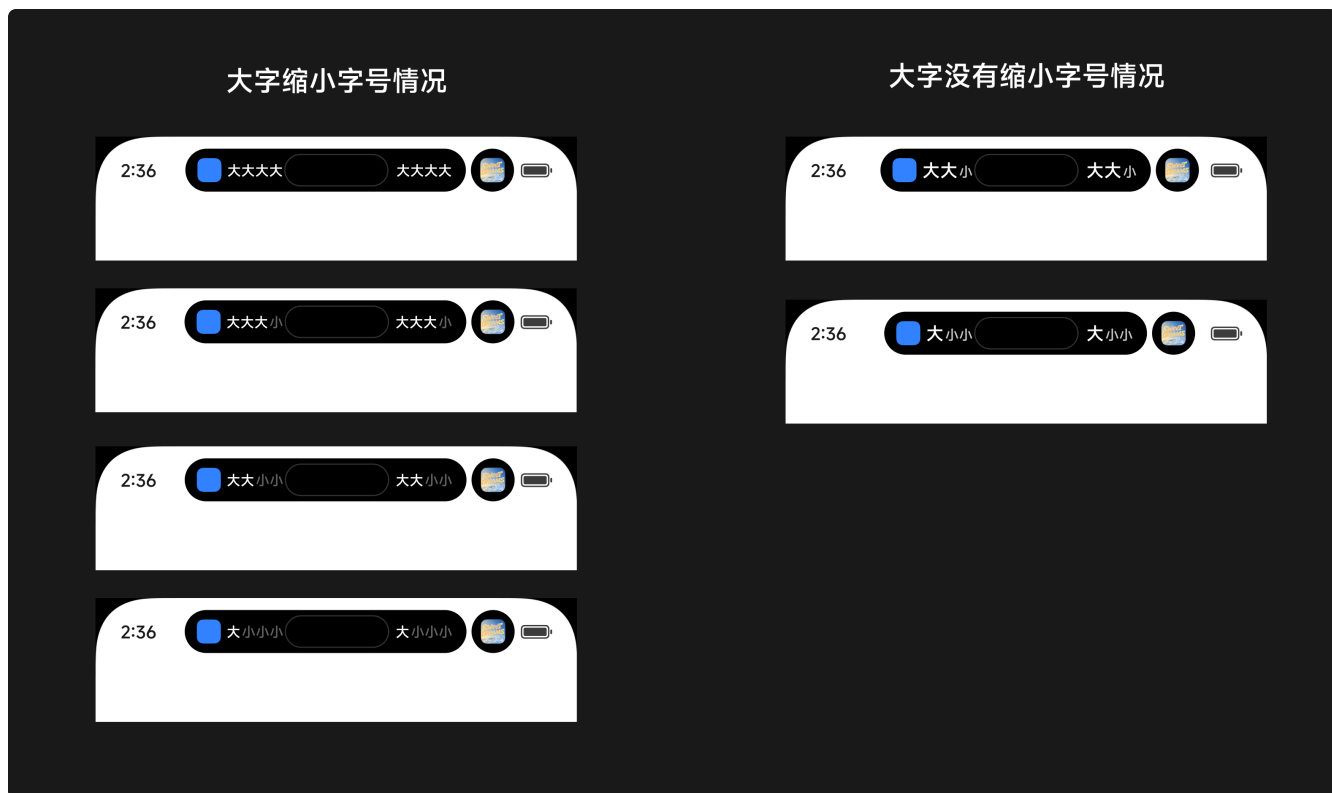 大字缩小字号情况
2:36 大大大大 大大大大
2:36 大大大小 大大大小
2:36 大大小小 大大小小
2:36 大小小小 大小小小
大字没有缩小字号情况
2:36 大大小 大大小
2:36 大小小 大小小